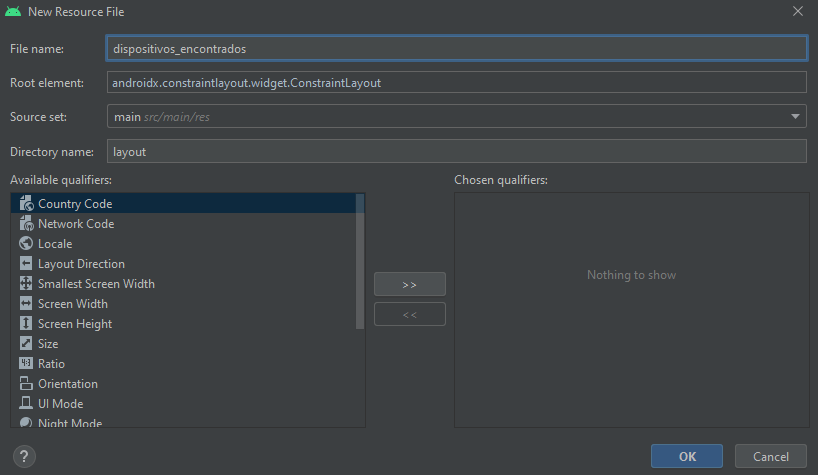 New Resource File
File name: dispositivos_encontrados
Root element: androidx.constraintlayout.widget.ConstraintLayout
Source set: main src/main/res
Directory name: layout
Available qualifiers:
Country Code
Network Code
Locale
Layout Direction
Smallest Screen Width
Screen Width
Screen Height
Size
Ratio
Orientation
UI Mode
Night Mode
>>
<<
Chosen qualifiers:
Nothing to show
?
OK Cancel